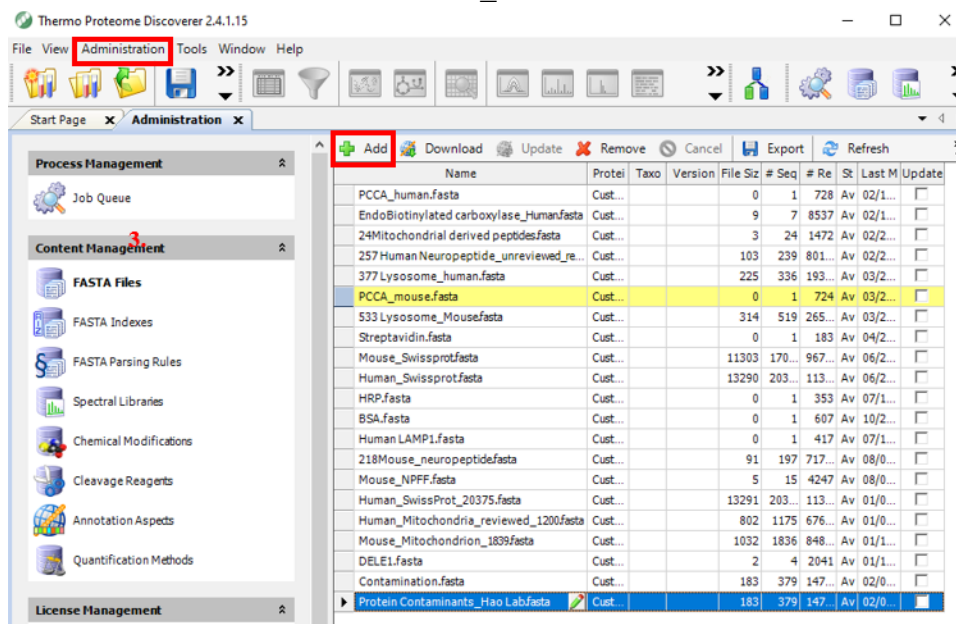 Thermo Proteome Discoverer 2.4.1.15
File View Administration Tools Window Help
Start Page x Administration x
Process Management
Job Queue
3.
Content Management
FASTA Files
FASTA Indexes
FASTA Parsing Rules
Spectral Libraries
Chemical Modifications
Cleavage Reagents
Annotation Aspects
Quantification Methods
License Management
Add Download Update Remove Cancel Export Refresh
Name Protei Taxo Version File Siz # Seq # Re St Last M Update
PCCA_human.fasta Cust... 0 1 728 Av 02/1...
EndoBiotinylated carboxylase_Human.fasta Cust... 9 7 8537 Av 02/1...
24Mitochondrial derived peptides.fasta Cust... 3 24 1472 Av 02/2...
257 Human Neuropeptide_unreviewed_re... Cust... 103 239 801... Av 02/2...
377 Lysosome_human.fasta Cust... 225 336 193... Av 03/2...
PCCA_mouse.fasta Cust... 0 1 724 Av 03/2...
533 Lysosome_Mouse.fasta Cust... 314 519 265... Av 03/2...
Streptavidin.fasta Cust... 0 1 183 Av 04/2...
Mouse_Swissprot.fasta Cust... 11303 170... 967... Av 06/2...
Human_Swissprot.fasta Cust... 13290 203... 113... Av 06/2...
HRP.fasta Cust... 0 1 353 Av 07/1...
BSA.fasta Cust... 0 1 607 Av 10/2...
Human LAMP1.fasta Cust... 0 1 417 Av 07/1...
218Mouse_neuropeptide.fasta Cust... 91 197 717... Av 08/0...
Mouse_NPFF.fasta Cust... 5 15 4247 Av 08/0...
Human_SwissProt_20375.fasta Cust... 13291 203... 113... Av 01/0...
Human_Mitochondria_reviewed_1200.fasta Cust... 802 1175 676... Av 01/0...
Mouse_Mitochondrion_1839.fasta Cust... 1032 1836 848... Av 01/1...
DELE1.fasta Cust... 2 4 2041 Av 01/1...
Contamination.fasta Cust... 183 379 147... Av 02/0...
Protein Contaminants_Hao Lab.fasta Cust... 183 379 147... Av 02/0...